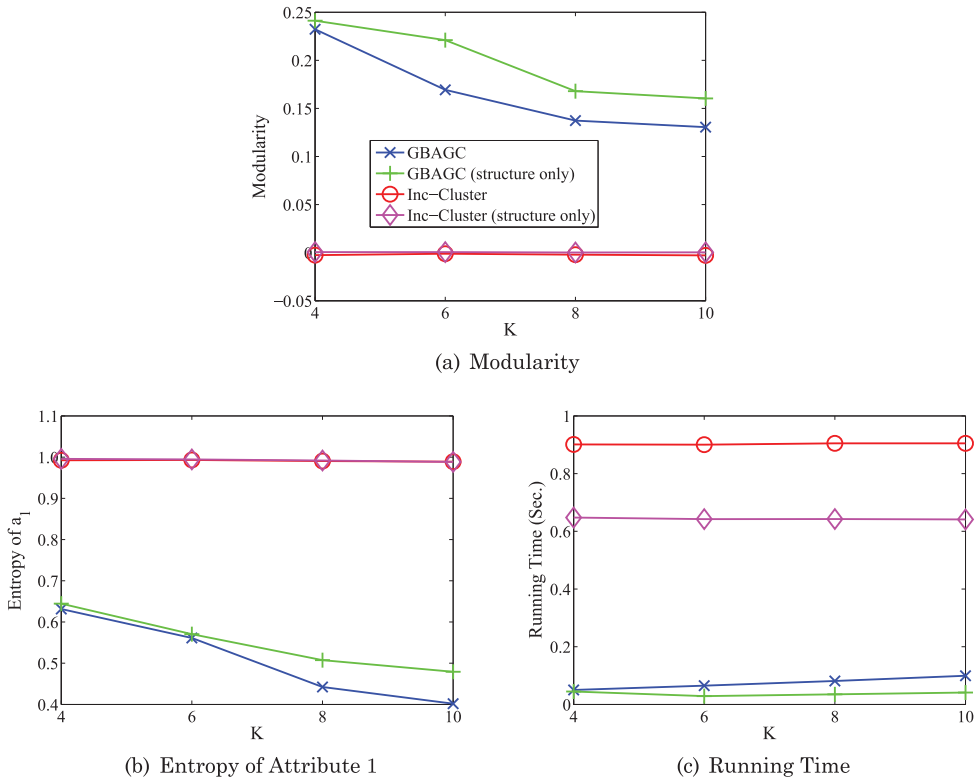 0.25
0.2
0.15
0.1
0.05
0
−0.05
Modularity
GBAGC
GBAGC (structure only)
Inc−Cluster
Inc−Cluster (structure only)
4 6 8 10
K
(a) Modularity
1.1
1.0
0.9
0.8
0.7
0.6
0.5
0.4
Entropy of a1
4 6 8 10
K
(b) Entropy of Attribute 1
1
0.8
0.6
0.4
0.2
0
Running Time (Sec.)
4 6 8 10
K
(c) Running Time